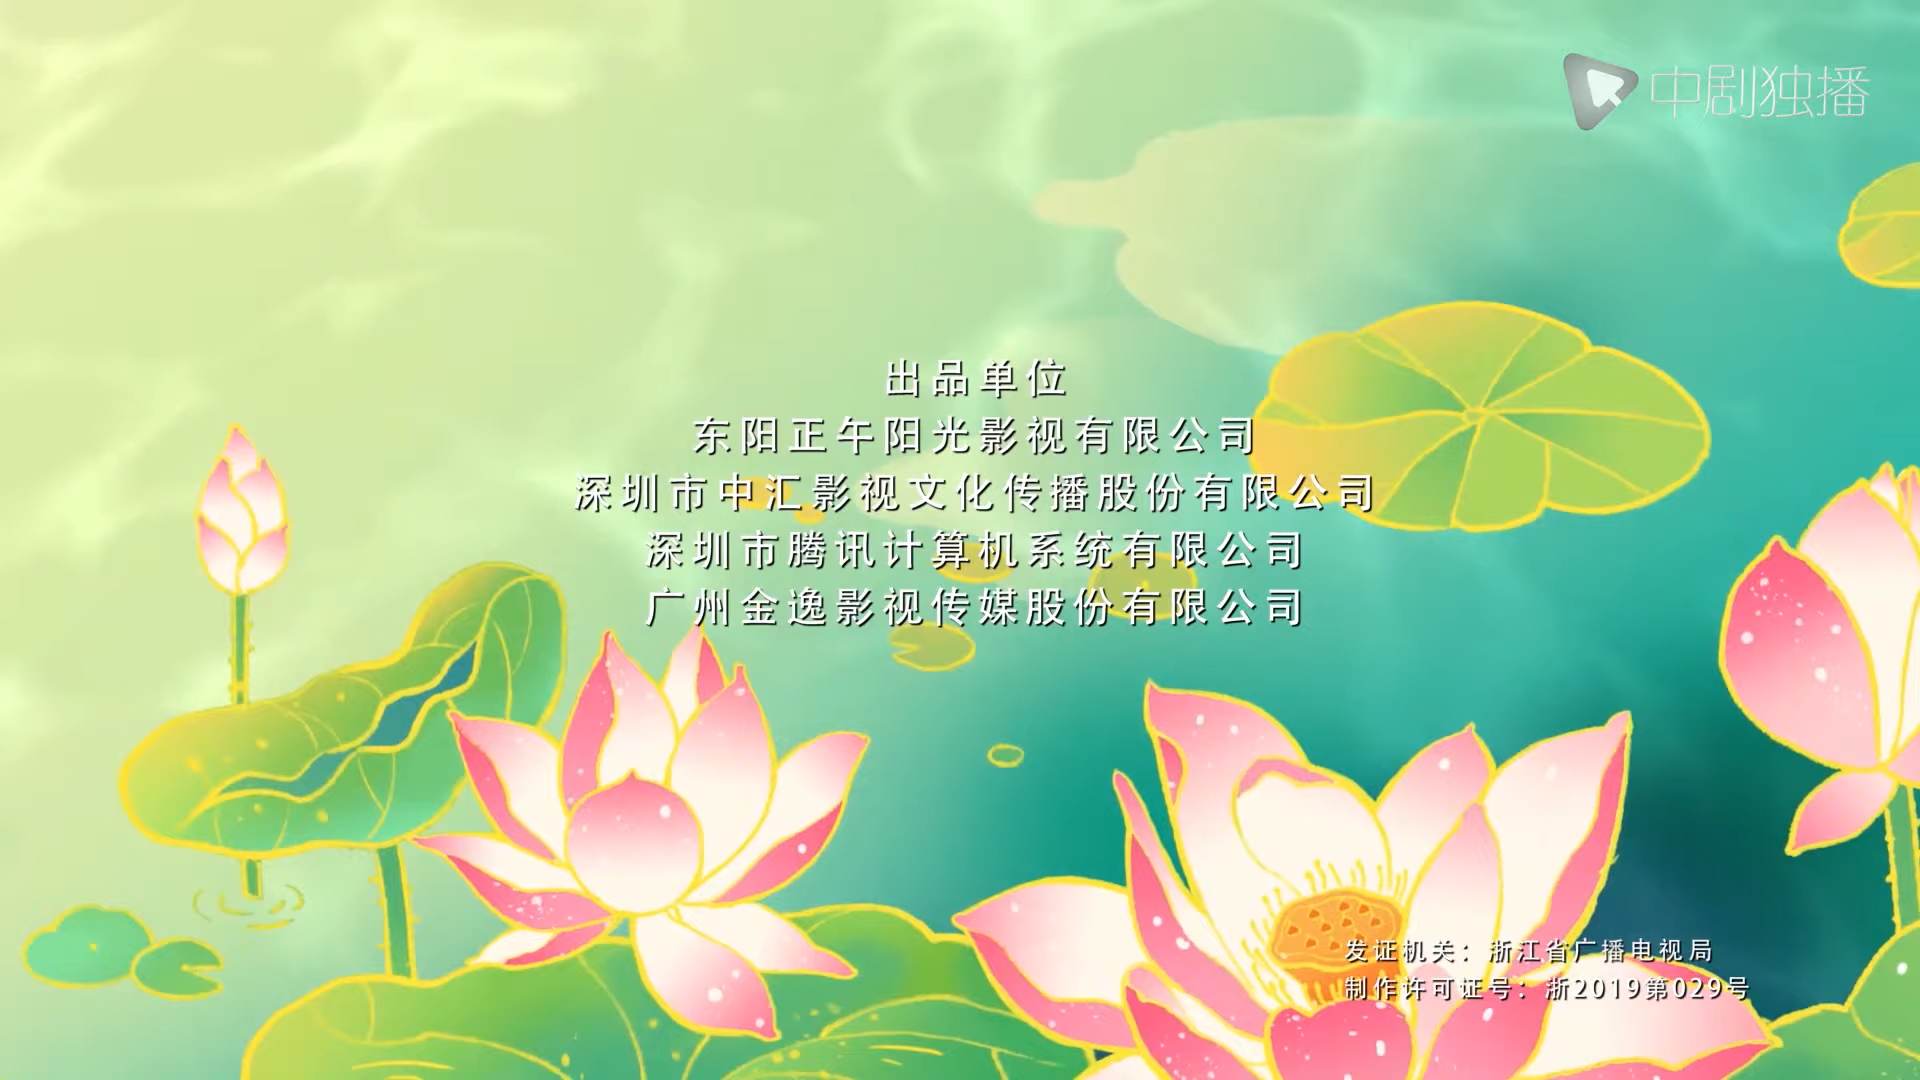 中剧独播
出品单位
东阳正午阳光影视有限公司
深圳市中汇影视文化传播股份有限公司
深圳市腾讯计算机系统有限公司
广州金逸影视传媒股份有限公司
发证机关：浙江省广播电视局
制作许可证号：浙2019第029号